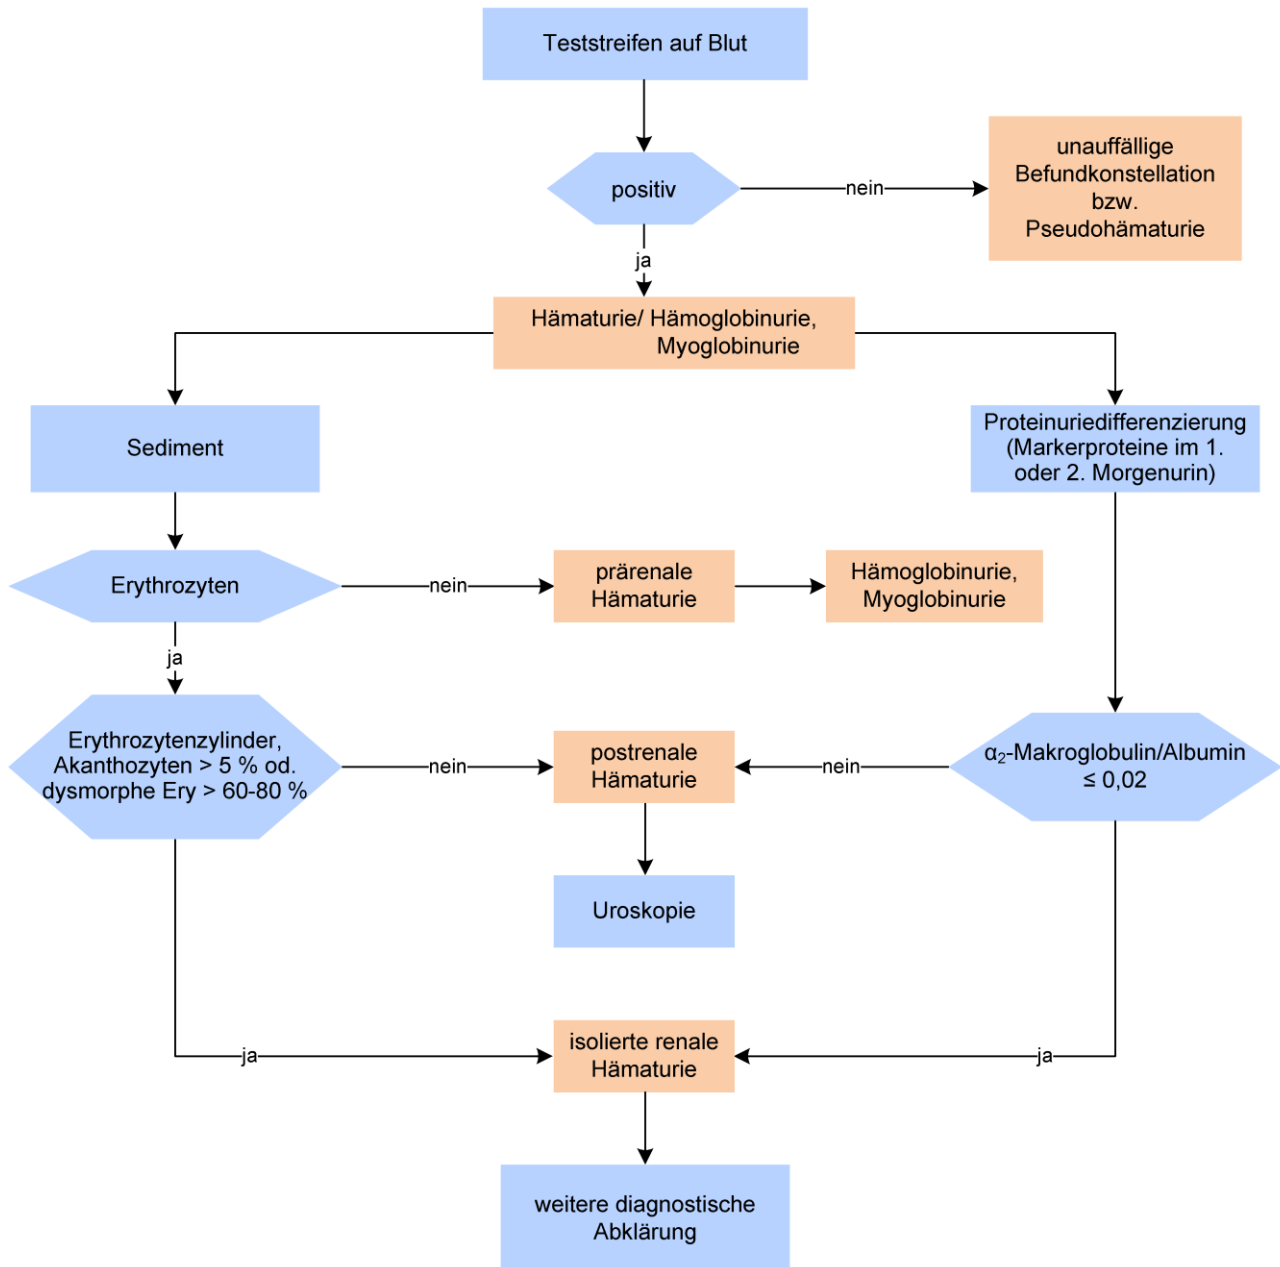 Teststreifen auf Blut
positiv
nein
unauffällige
Befundkonstellation
bzw.
Pseudohämaturie
ja
Hämaturie/ Hämoglobinurie,
Myoglobinurie
Sediment
Proteinuriedifferenzierung
(Markerproteine im 1.
oder 2. Morgenurin)
Erythrozyten
nein
prärenale
Hämaturie
Hämoglobinurie,
Myoglobinurie
ja
Erythrozytenzylinder,
Akanthozyten > 5 % od.
dysmorphe Ery > 60-80 %
nein
postrenale
Hämaturie
nein
α₂-Makroglobulin/Albumin
≤ 0,02
Uroskopie
ja
isolierte renale
Hämaturie
ja
weitere diagnostische
Abklärung